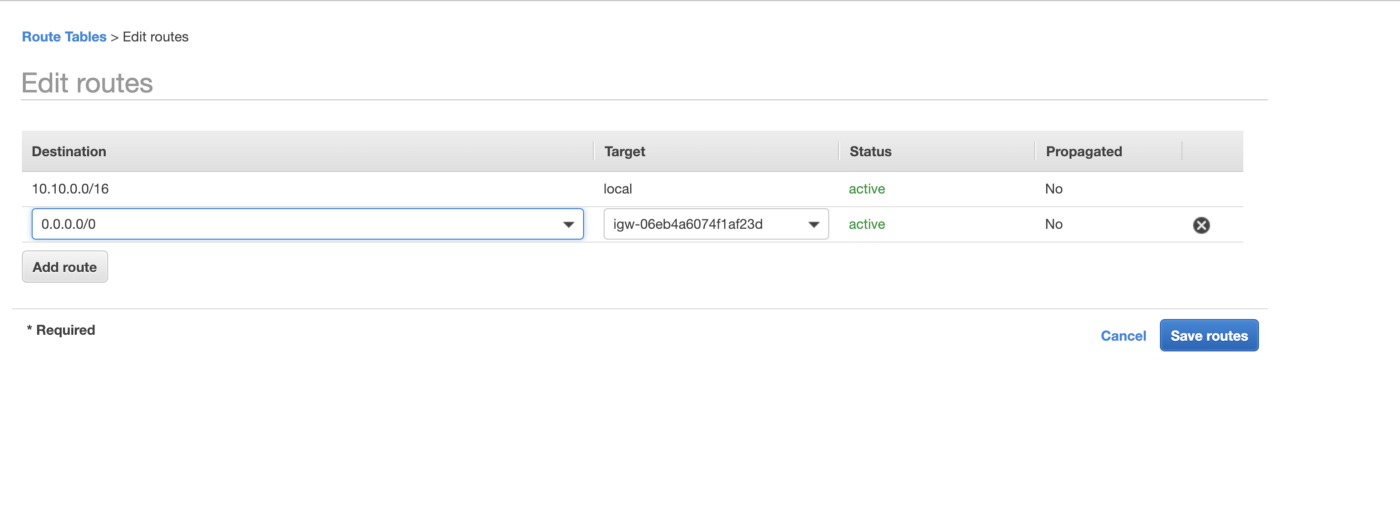 Route Tables > Edit routes
Edit routes
Destination Target Status Propagated
10.10.0.0/16 local active No
0.0.0.0/0 igw-06eb4a6074f1af23d active No
Add route
* Required
Cancel Save routes